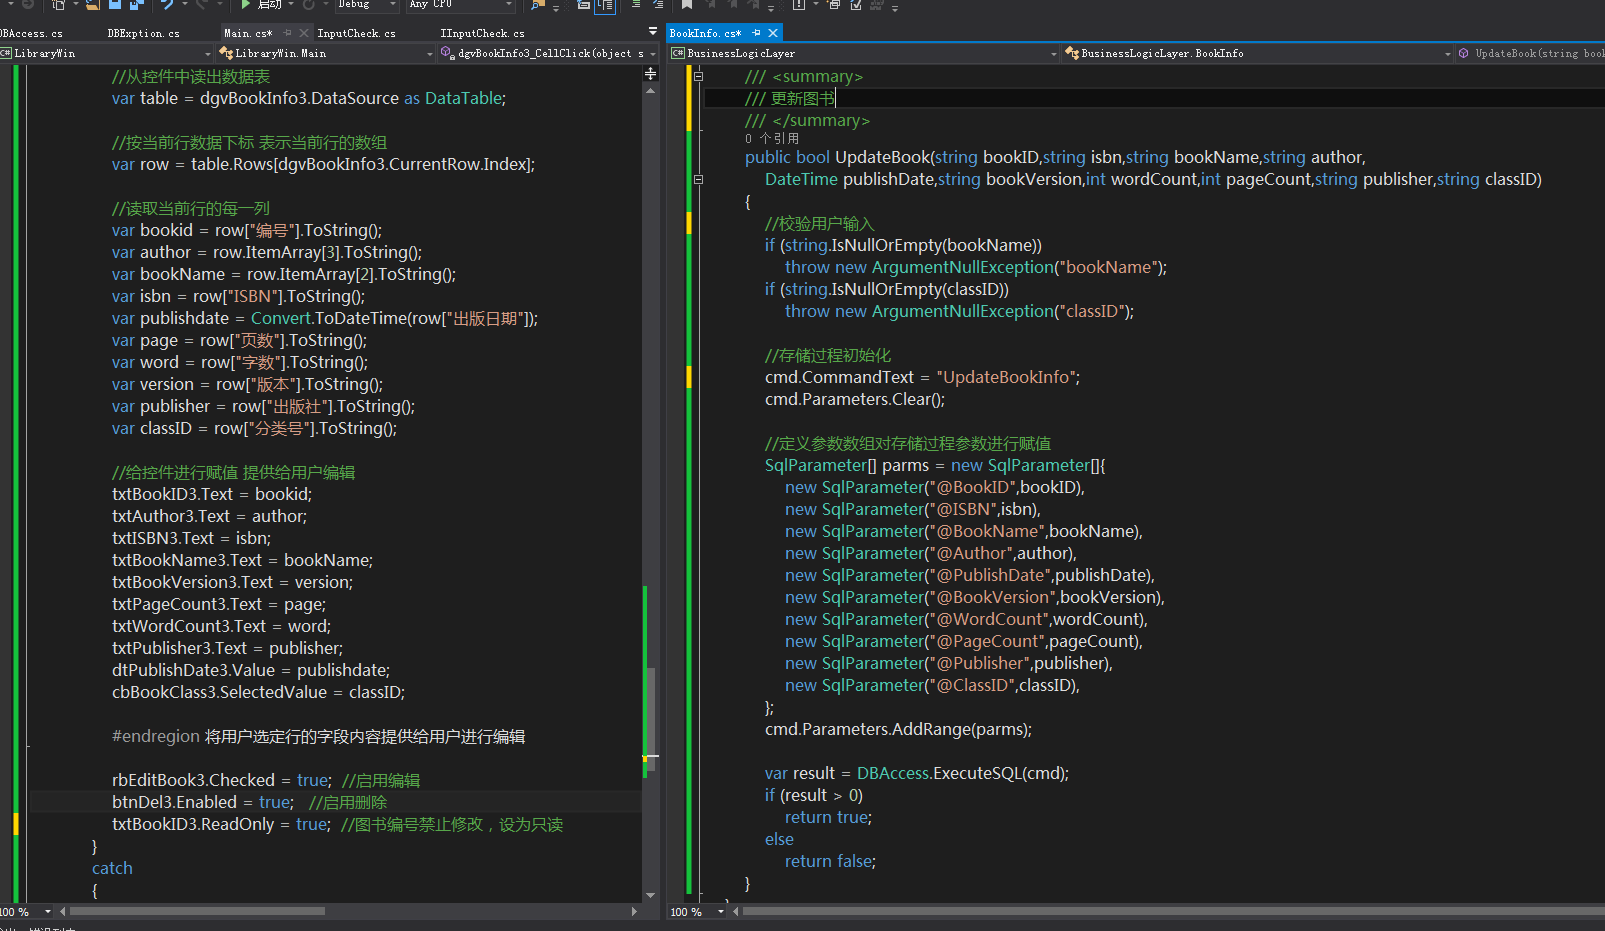 启动
Debug
Any CPU
DBAccess.cs
DBExption.cs
Main.cs*
InputCheck.cs
IInputCheck.cs
BookInfo.cs*
LibraryWin
LibraryWin.Main
dgvBookInfo3_CellClick(object s
BusinessLogicLayer
BusinessLogicLayer.BookInfo
UpdateBook(string book
//从控件中读出数据表
var table = dgvBookInfo3.DataSource as DataTable;
//按当前行数据下标 表示当前行的数组
var row = table.Rows[dgvBookInfo3.CurrentRow.Index];
//读取当前行的每一列
var bookid = row["编号"].ToString();
var author = row.ItemArray[3].ToString();
var bookName = row.ItemArray[2].ToString();
var isbn = row["ISBN"].ToString();
var publishdate = Convert.ToDateTime(row["出版日期"]);
var page = row["页数"].ToString();
var word = row["字数"].ToString();
var version = row["版本"].ToString();
var publisher = row["出版社"].ToString();
var classID = row["分类号"].ToString();
//给控件进行赋值 提供给用户编辑
txtBookID3.Text = bookid;
txtAuthor3.Text = author;
txtISBN3.Text = isbn;
txtBookName3.Text = bookName;
txtBookVersion3.Text = version;
txtPageCount3.Text = page;
txtWordCount3.Text = word;
txtPublisher3.Text = publisher;
dtPublishDate3.Value = publishdate;
cbBookClass3.SelectedValue = classID;
#endregion 将用户选定行的字段内容提供给用户进行编辑
rbEditBook3.Checked = true; //启用编辑
btnDel3.Enabled = true; //启用删除
txtBookID3.ReadOnly = true; //图书编号禁止修改，设为只读
}
catch
{
100 %
/// <summary>
/// 更新图书
/// </summary>
0 个引用
public bool UpdateBook(string bookID,string isbn,string bookName,string author,
DateTime publishDate,string bookVersion,int wordCount,int pageCount,string publisher,string classID)
{
//校验用户输入
if (string.IsNullOrEmpty(bookName))
throw new ArgumentNullException("bookName");
if (string.IsNullOrEmpty(classID))
throw new ArgumentNullException("classID");
//存储过程初始化
cmd.CommandText = "UpdateBookInfo";
cmd.Parameters.Clear();
//定义参数数组对存储过程参数进行赋值
SqlParameter[] parms = new SqlParameter[]{
new SqlParameter("@BookID",bookID),
new SqlParameter("@ISBN",isbn),
new SqlParameter("@BookName",bookName),
new SqlParameter("@Author",author),
new SqlParameter("@PublishDate",publishDate),
new SqlParameter("@BookVersion",bookVersion),
new SqlParameter("@WordCount",wordCount),
new SqlParameter("@PageCount",pageCount),
new SqlParameter("@Publisher",publisher),
new SqlParameter("@ClassID",classID),
};
cmd.Parameters.AddRange(parms);
var result = DBAccess.ExecuteSQL(cmd);
if (result > 0)
return true;
else
return false;
}
100 %